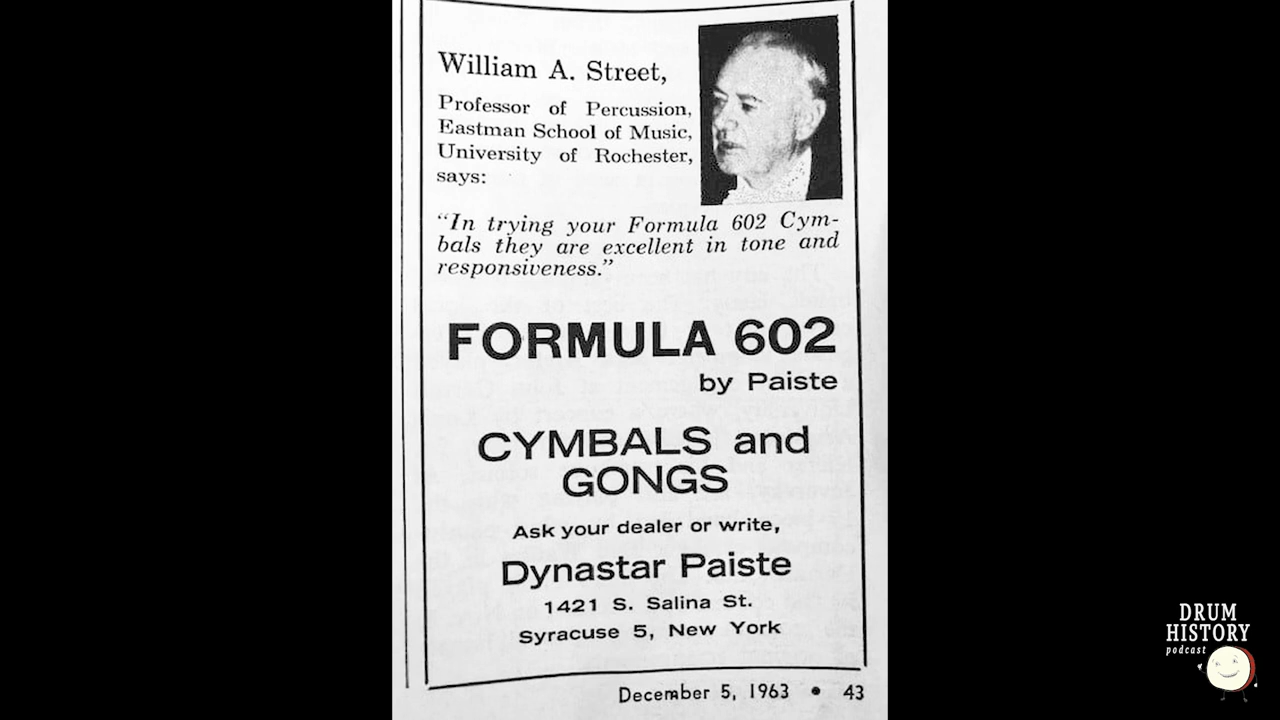 William A. Street,
Professor of Percussion,
Eastman School of Music,
University of Rochester,
says:
“In trying your Formula 602 Cym-
bals they are excellent in tone and
responsiveness.”
FORMULA 602
by Paiste
CYMBALS and
GONGS
Ask your dealer or write,
Dynastar Paiste
1421 S. Salina St.
Syracuse 5, New York
December 5, 1963 • 43
DRUM
HISTORY
podcast